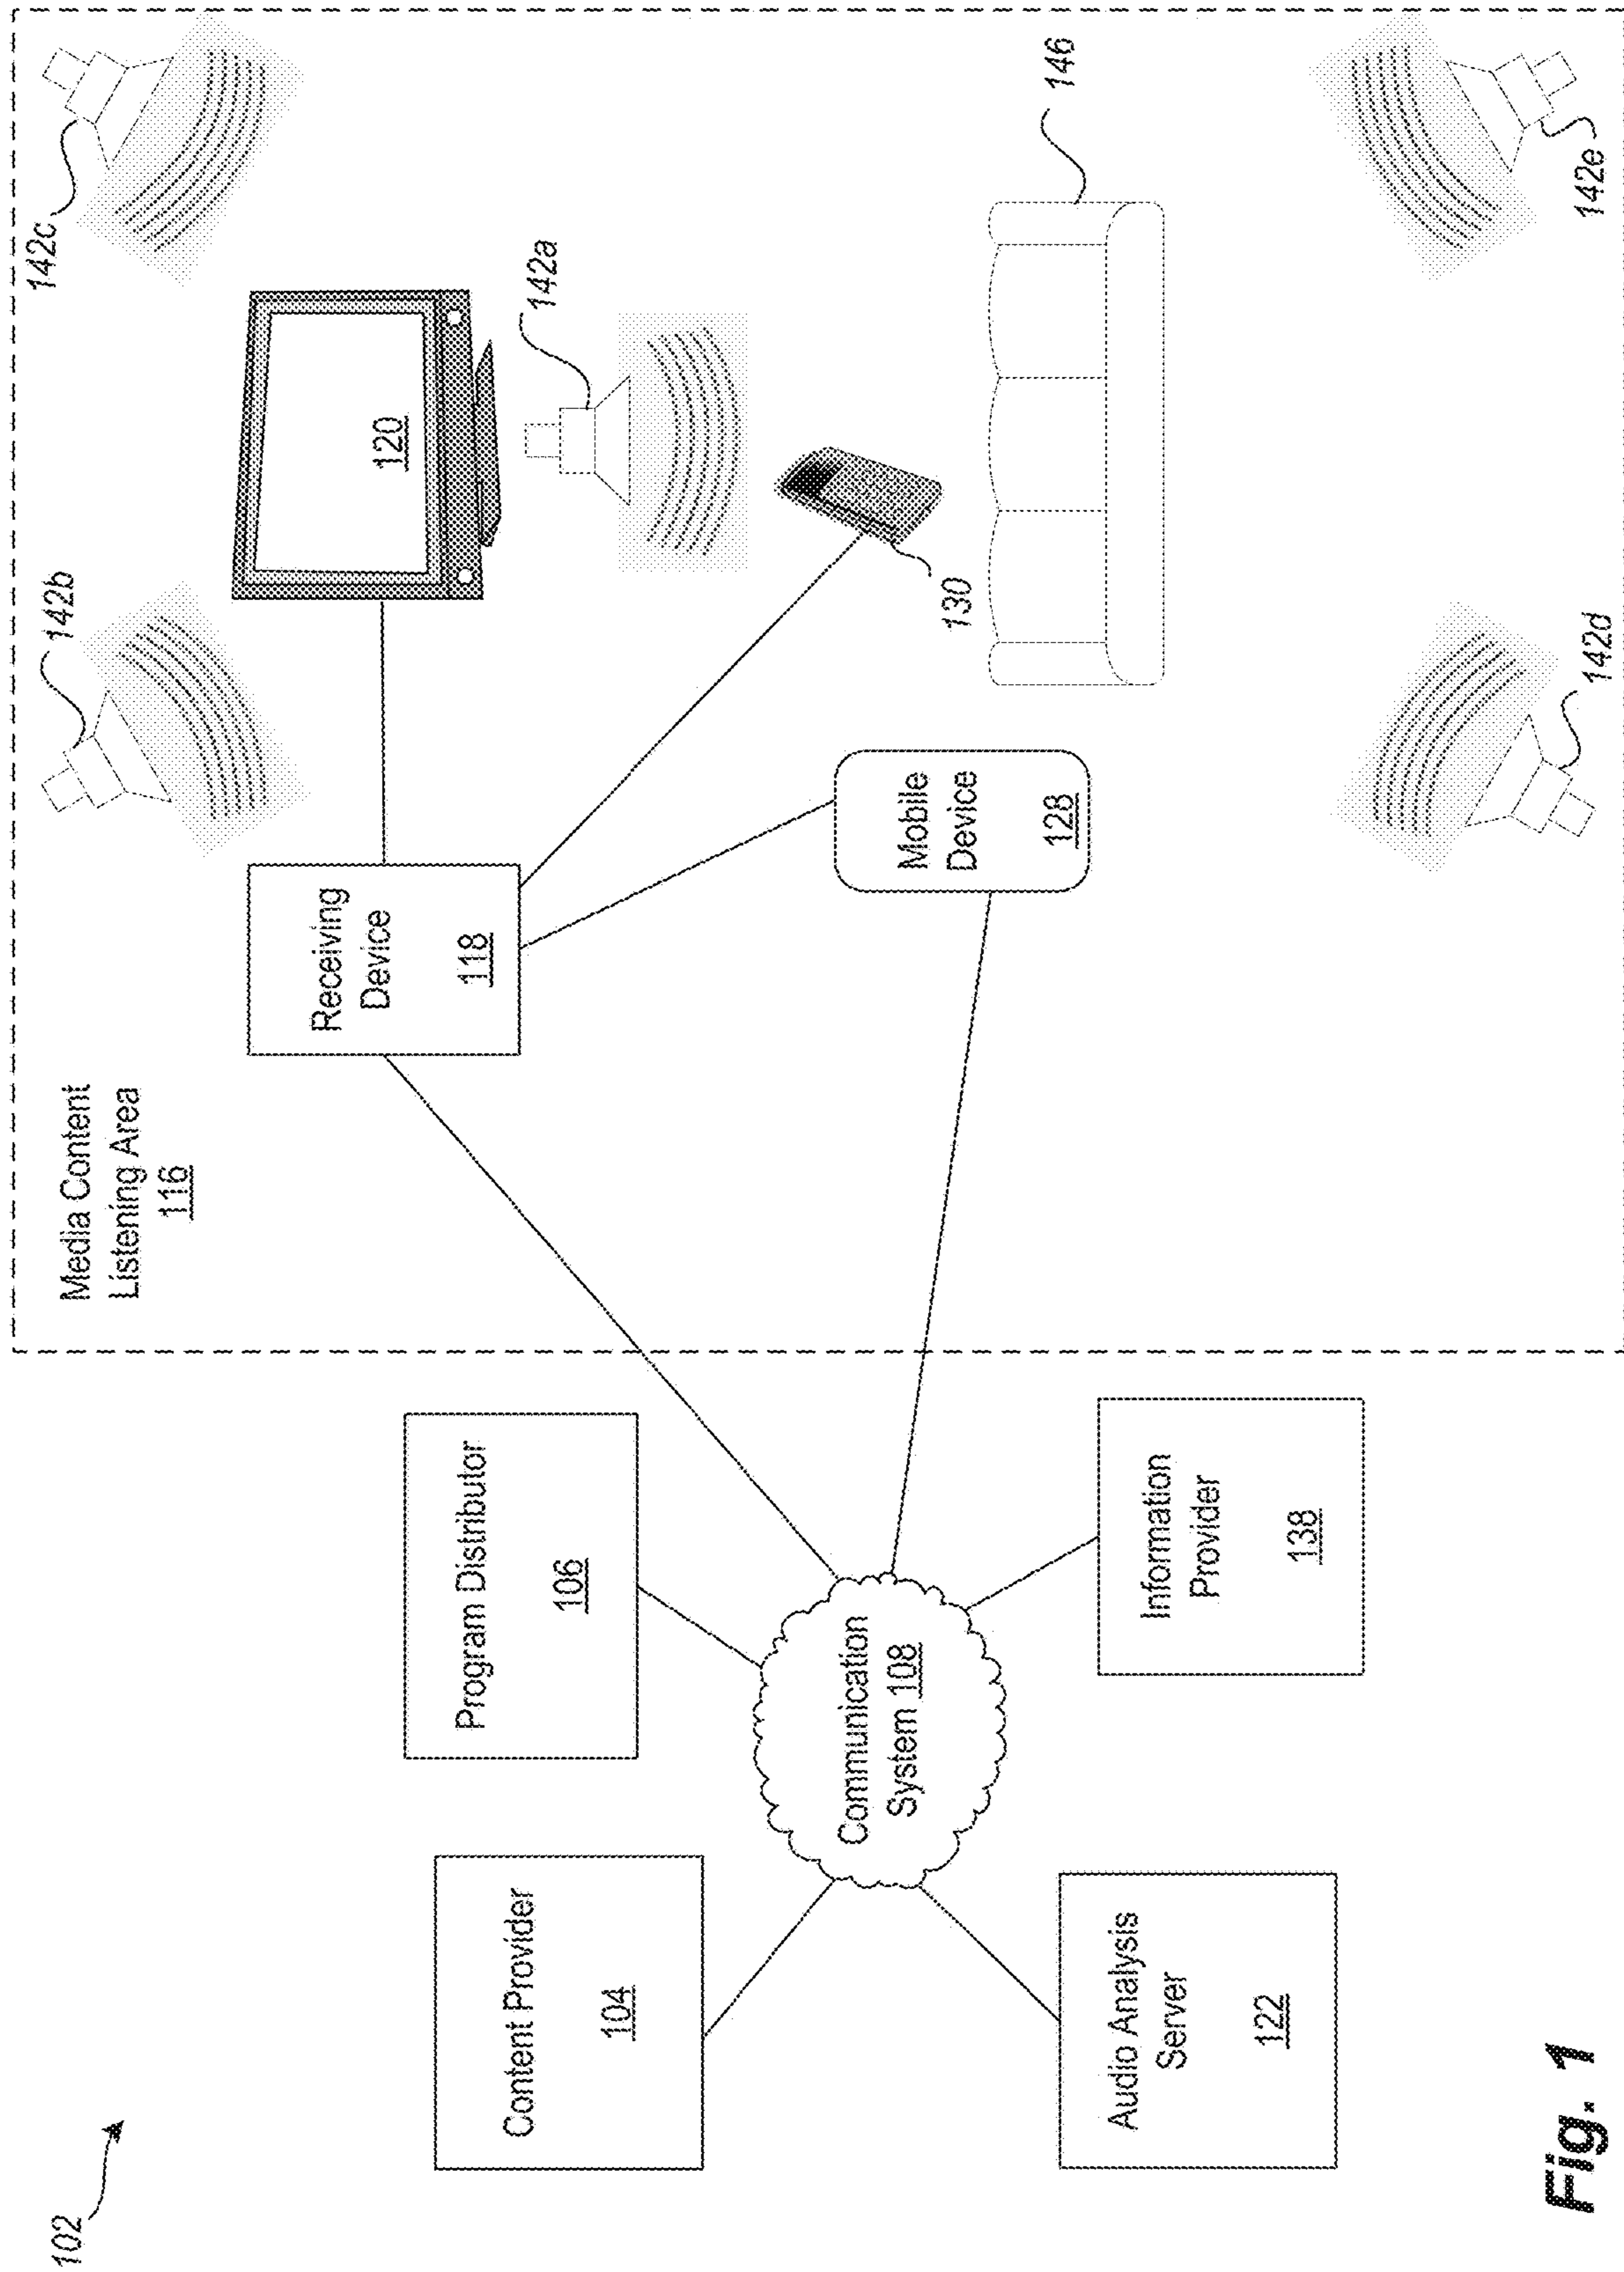 102
Content Provider
104
Program Distributor
106
Communication
System 108
Audio Analysis
Server
122
Information
Provider
138
Media Content
Listening Area
116
Receiving
Device
118
Mobile
Device
128
120
130
142a
142b
142c
142d
142e
146
Fig. 1